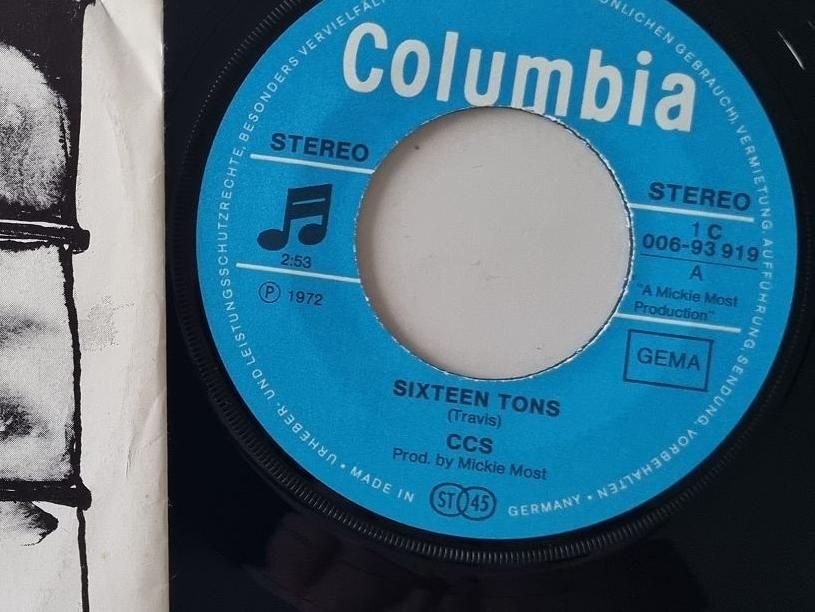 Columbia
STEREO
2:53
Ⓟ 1972
STEREO
1 C
006-93 919
A
"A Mickie Most
Production"
GEMA
SIXTEEN TONS
(Travis)
CCS
Prod. by Mickie Most
ST 45
URHEBER- UND LEISTUNGSSCHUTZRECHTE, BESONDERS VERVIELFÄL
ÖNLICHEN GEBRAUCH), VERMIETUNG, AUFFÜHRUNG, SENDUNG, VORBEHALTEN •
• MADE IN GERMANY •